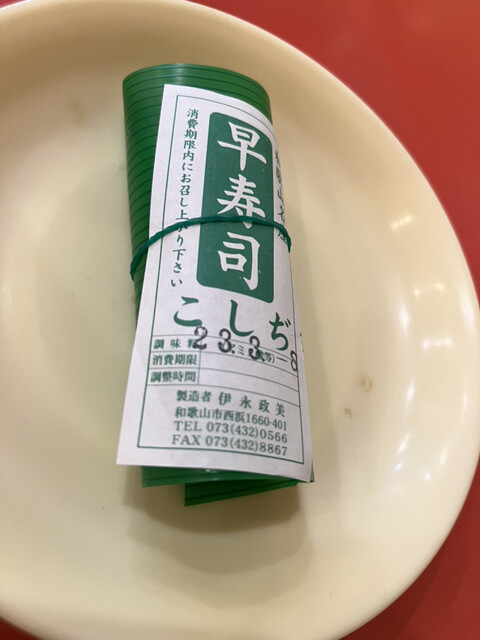 早寿司
消費期限内にお召し上がり下さい
こしぢ
23.3.-8
調味料
消費期限
調整時間
製造者 伊永政美
和歌山市西浜1660-401
TEL 073(432)0566
FAX 073(432)8867